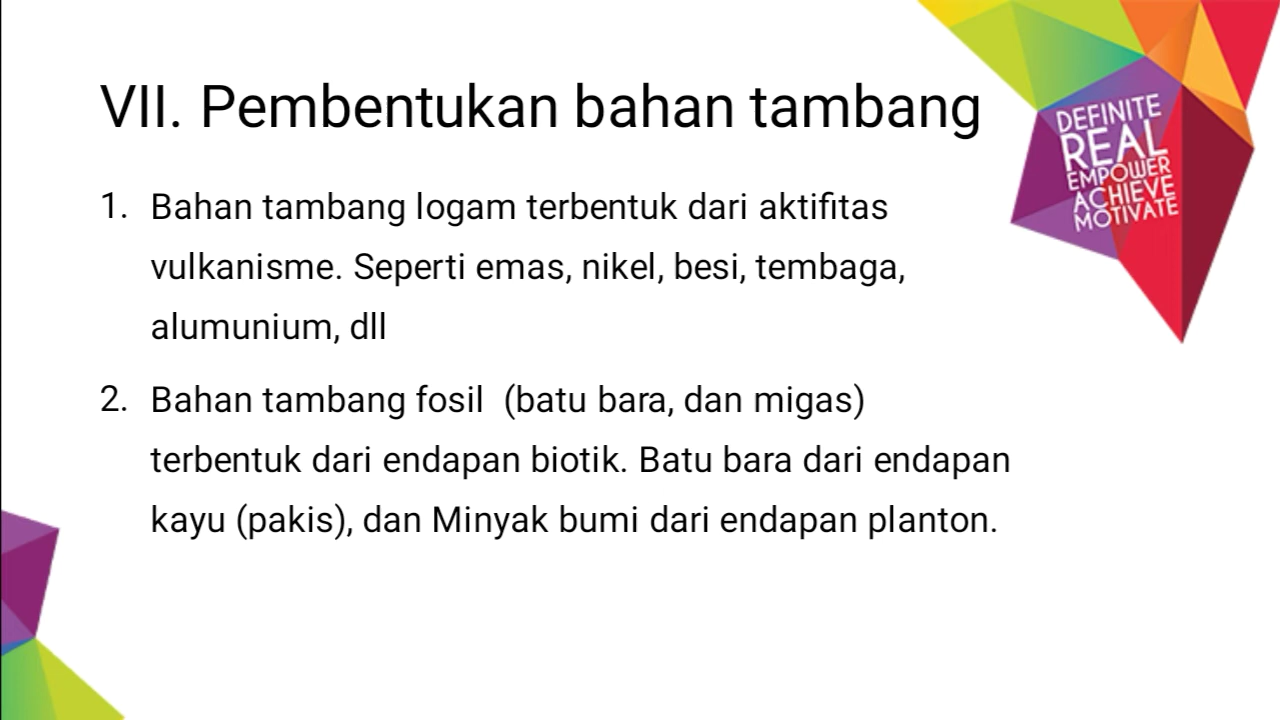 VII. Pembentukan bahan tambang
1. Bahan tambang logam terbentuk dari aktifitas
vulkanisme. Seperti emas, nikel, besi, tembaga,
alumunium, dll
2. Bahan tambang fosil (batu bara, dan migas)
terbentuk dari endapan biotik. Batu bara dari endapan
kayu (pakis), dan Minyak bumi dari endapan planton.
DEFINITE
REAL
EMPOWER
ACHIEVE
MOTIVATE